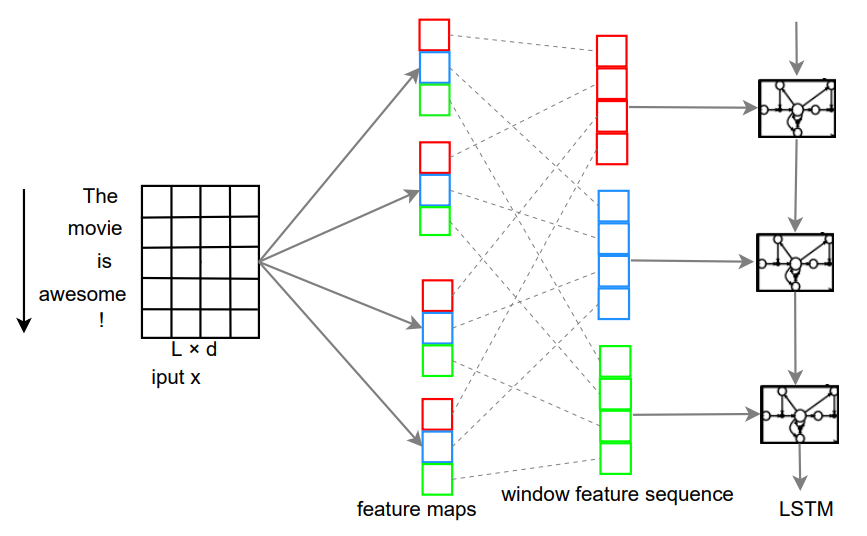 The
movie
is
awesome
!
L × d
iput x
feature maps
window feature sequence
LSTM